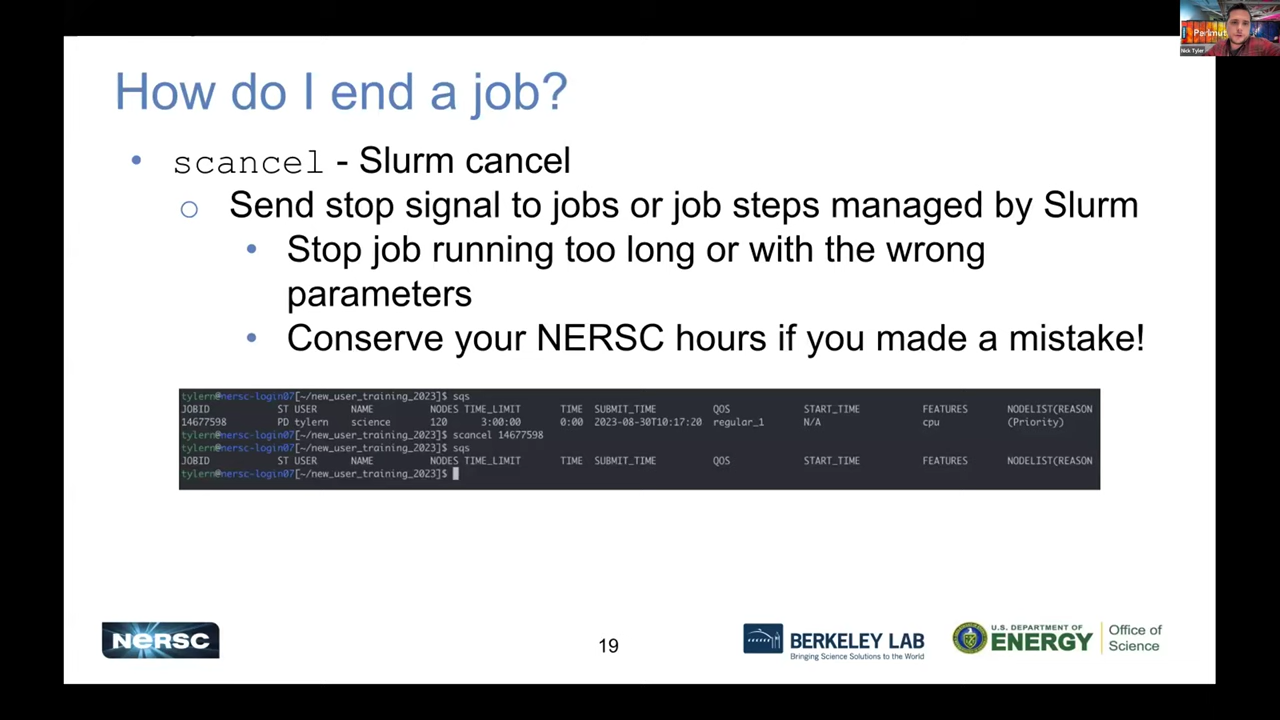 Perlmut
Nick Tyler
How do I end a job?
• scancel - Slurm cancel
○ Send stop signal to jobs or job steps managed by Slurm
• Stop job running too long or with the wrong
parameters
• Conserve your NERSC hours if you made a mistake!
tylern@nersc-login07[~/new_user_training_2023]$ sqs
JOBID ST USER NAME NODES TIME_LIMIT TIME SUBMIT_TIME QOS START_TIME FEATURES NODELIST(REASON
14677598 PD tylern science 120 3:00:00 0:00 2023-08-30T10:17:20 regular_1 N/A cpu (Priority)
tylern@nersc-login07[~/new_user_training_2023]$ scancel 14677598
tylern@nersc-login07[~/new_user_training_2023]$ sqs
JOBID ST USER NAME NODES TIME_LIMIT TIME SUBMIT_TIME QOS START_TIME FEATURES NODELIST(REASON
tylern@nersc-login07[~/new_user_training_2023]$
NERSC
19
BERKELEY LAB
Bringing Science Solutions to the World
U.S. DEPARTMENT OF
ENERGY
Office of
Science